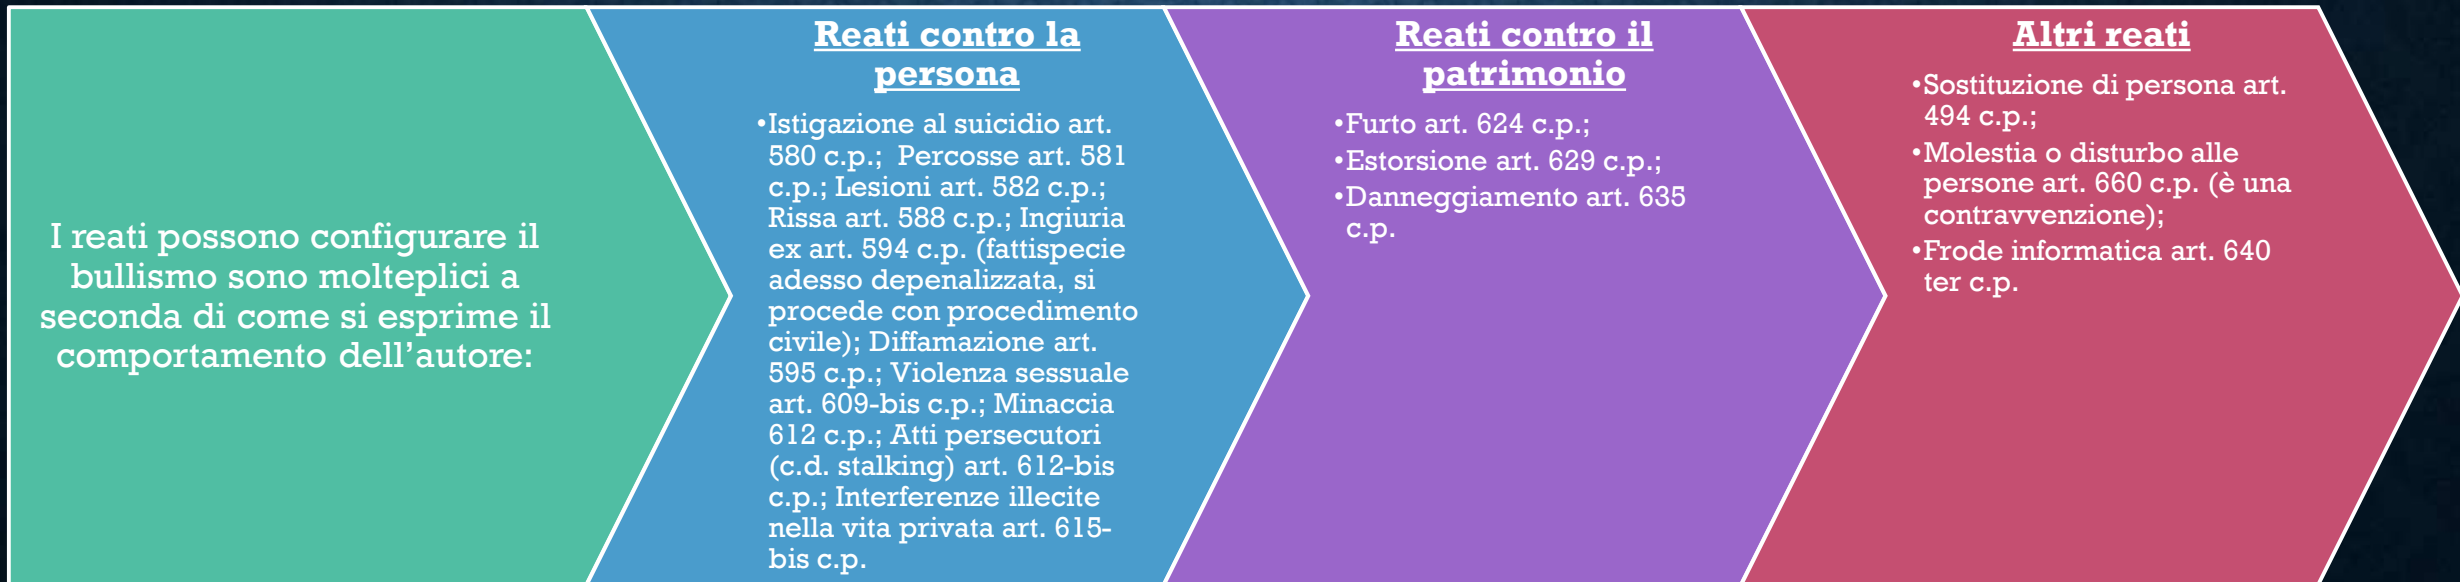 I reati possono configurare il
bullismo sono molteplici a
seconda di come si esprime il
comportamento dell’autore:
Reati contro la
persona
•Istigazione al suicidio art.
580 c.p.;  Percosse art. 581
c.p.; Lesioni art. 582 c.p.;
Rissa art. 588 c.p.; Ingiuria
ex art. 594 c.p. (fattispecie
adesso depenalizzata, si
procede con procedimento
civile); Diffamazione art.
595 c.p.; Violenza sessuale
art. 609-bis c.p.; Minaccia
612 c.p.; Atti persecutori
(c.d. stalking) art. 612-bis
c.p.; Interferenze illecite
nella vita privata art. 615-
bis c.p.
Reati contro il
patrimonio
•Furto art. 624 c.p.;
•Estorsione art. 629 c.p.;
•Danneggiamento art. 635
c.p.
Altri reati
•Sostituzione di persona art.
494 c.p.;
•Molestia o disturbo alle
persone art. 660 c.p. (è una
contravvenzione);
•Frode informatica art. 640
ter c.p.